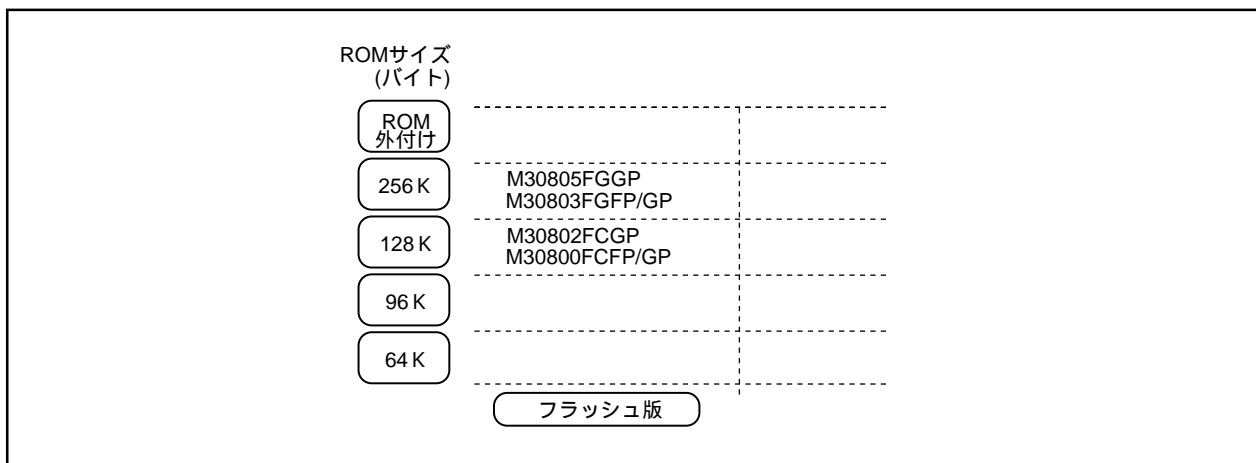 ROMサイズ
(バイト)
ROM
外付け
256 K
M30805FGGP
M30803FGFP/GP
128 K
M30802FCGP
M30800FCFP/GP
96 K
64 K
フラッシュ版